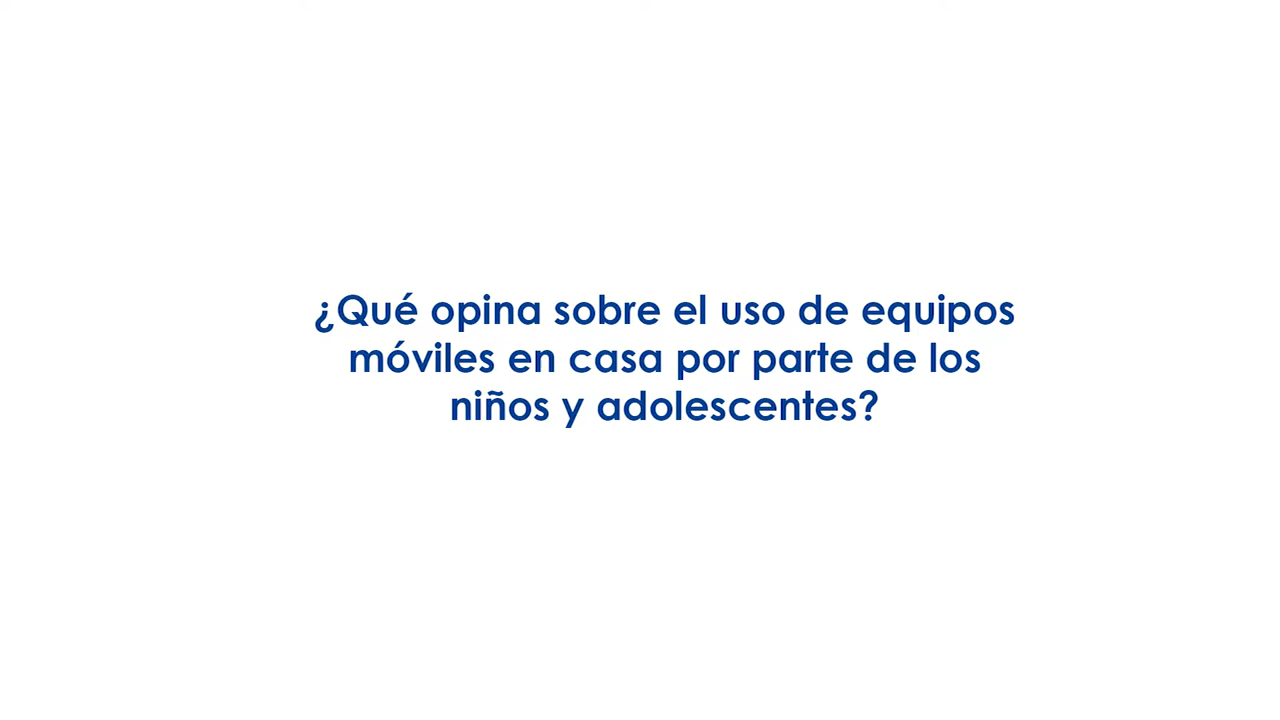 ¿Qué opina sobre el uso de equipos
móviles en casa por parte de los
niños y adolescentes?